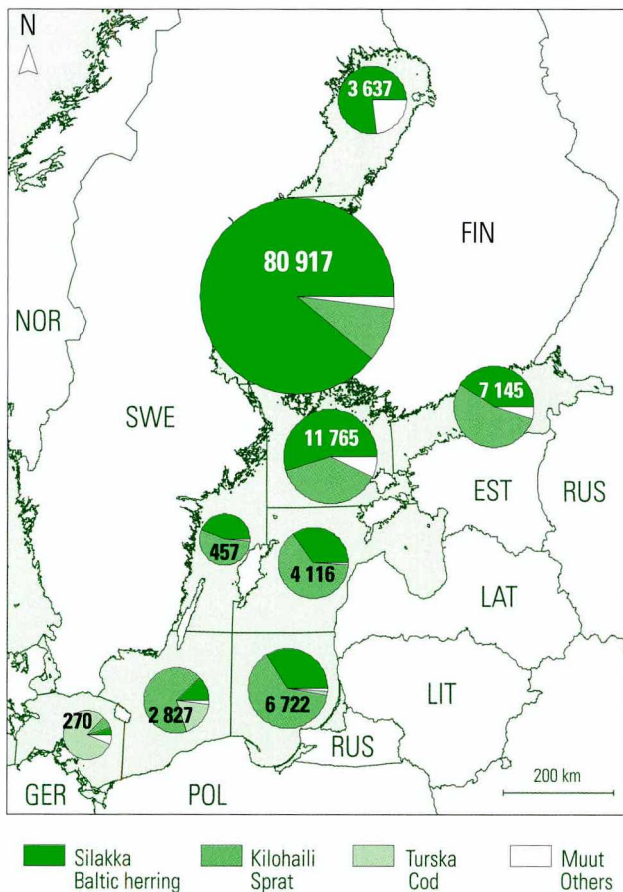 N
3 637
FIN
80 917
NOR
7 145
SWE
11 765
EST
RUS
457
4 116
LAT
LIT
270
2 827
6 722
RUS
200 km
GER
POL
Silakka
Baltic herring
Kilohaili
Sprat
Turska
Cod
Muut
Others